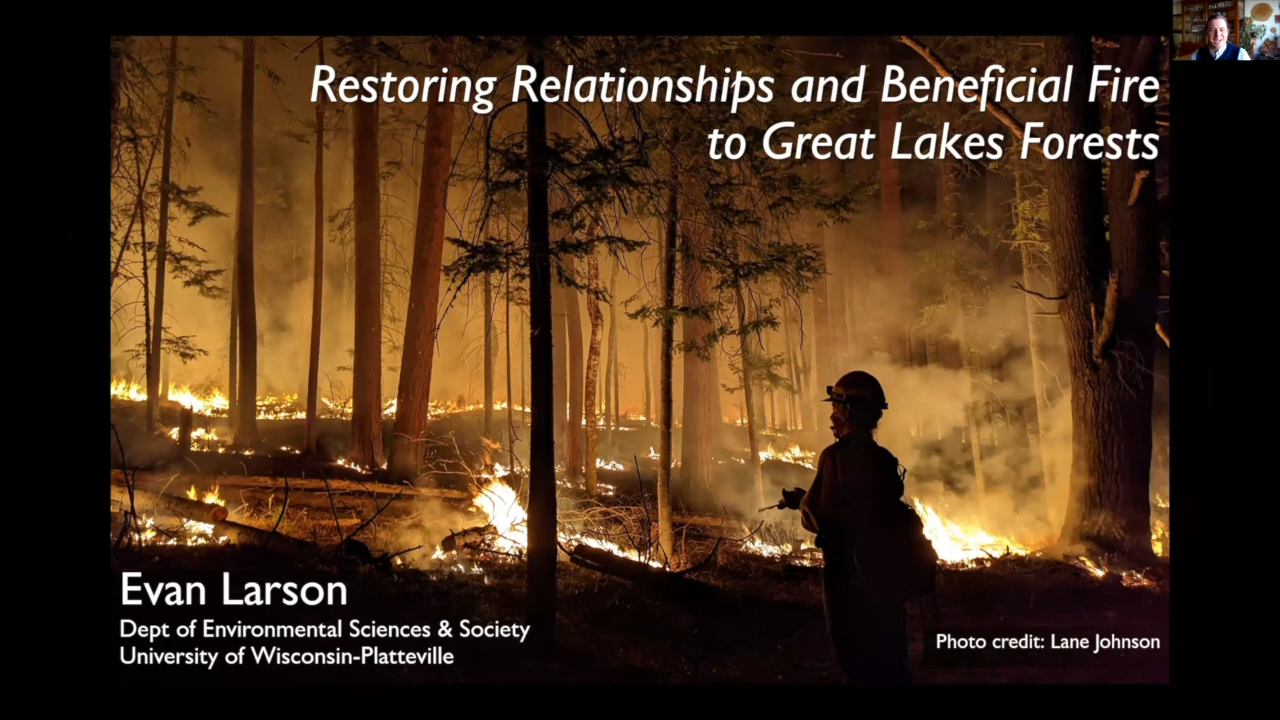 Restoring Relationships and Beneficial Fire
to Great Lakes Forests
Evan Larson
Dept of Environmental Sciences & Society
University of Wisconsin-Platteville
Photo credit: Lane Johnson